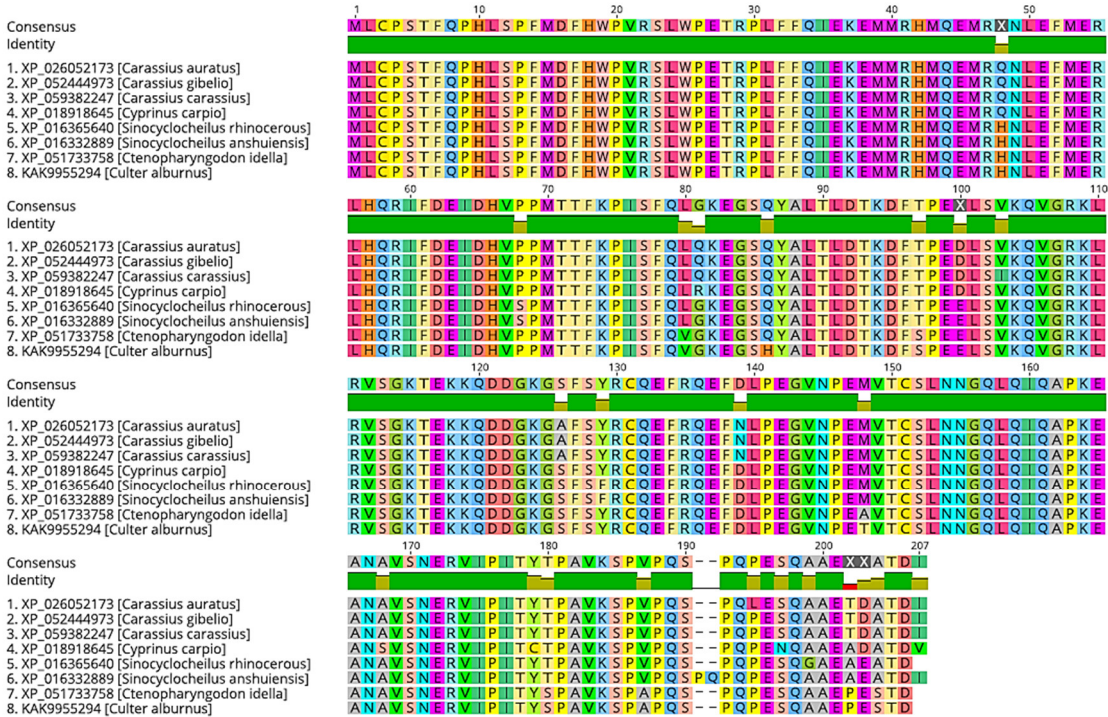 1 10 20 30 40 50
Consensus MLCPSTFQPHLSPFMDFHWPVRSLWPETRPLFFQIEKEMMRHMQEMRXNLEFMER
Identity
1. XP_026052173 [Carassius auratus] MLCPSTFQPHLSPFMDFHWPVRSLWPETRPLFFQIEKEMMRHMQEMRQNLEFMER
2. XP_052444973 [Carassius gibelio] MLCPSTFQPHLSPFMDFHWPVRSLWPETRPLFFQIEKEMMRHMQEMRQNLEFMER
3. XP_059382247 [Carassius carassius] MLCPSTFQPHLSPFMDFHWPVRSLWPETRPLFFQIEKEMMRHMQEMRQNLEFMER
4. XP_018918645 [Cyprinus carpio] MLCPSTFQPHLSPFMDFHWPVRSLWPETRPLFFQIEKEMMRHMQEMRQNLEFMER
5. XP_016365640 [Sinocyclocheilus rhinocerous] MLCPSTFQPHLSPFMDFHWPVRSLWPETRPLFFQIEKEMMRHMQEMRHNLEFMER
6. XP_016332889 [Sinocyclocheilus anshuiensis] MLCPSTFQPHLSPFMDFHWPVRSLWPETRPLFFQIEKEMMRHMQEMRHNLEFMER
7. XP_051733758 [Ctenopharyngodon idella] MLCPSTFQPHLSPFMDFHWPVRSLWPETRPLFFQIEKEMMRHMQEMRHNLEFMER
8. KAK9955294 [Culter alburnus] MLCPSTFQPHLSPFMDFHWPVRSLWPETRPLFFQIEKEMMRHMQEMRHNLEFMER
60 70 80 90 100 110
Consensus LHQRIFDEIDHVPPMTTFKPISFQLGKEGSQYALTLDTKDFTPEXLSVKQVGRKL
Identity
1. XP_026052173 [Carassius auratus] LHQRIFDEIDHVPPMTTFKPISFQLQKEGSQYALTLDTKDFTPEDLSVKQVGRKL
2. XP_052444973 [Carassius gibelio] LHQRIFDEIDHVPPMTTFKPISFQLQKEGSQYALTLDTKDFTPEDLSVKQVGRKL
3. XP_059382247 [Carassius carassius] LHQRIFDEIDHVPPMTTFKPISFQLQKEGSQYALTLDTKDFTPEDLSIKQVGRKL
4. XP_018918645 [Cyprinus carpio] LHQRIFDEIDHVPPMTTFKPISFQLRKEGSQYALTLDTKDFTPEDLSVKQVGRKL
5. XP_016365640 [Sinocyclocheilus rhinocerous] LHQRIFDEIDHVSPMTTFKPISFQLGKEGSQYALTLDTKDFTPEELSVKQVGRKL
6. XP_016332889 [Sinocyclocheilus anshuiensis] LHQRIFDEIDHVSPMTTFKPISFQLGKEGSQYALTLDTKDFTPEELSVKQVGRKL
7. XP_051733758 [Ctenopharyngodon idella] LHQRIFDEIDHVPPMTTFKPISFQVGKEGSQYALTLDTKDFSPEELSVKQVGRKL
8. KAK9955294 [Culter alburnus] LHQRIFDEIDHVPPMTTFKPISFQVGKEGSHYALTLDTKDFSPEELSVKQVGRKL
120 130 140 150 160
Consensus RVSGKTEKKQDDGKGSFSYRCQEFRQEFDLPEGVNPEMVTCSLNNGQLQIQAPKE
Identity
1. XP_026052173 [Carassius auratus] RVSGKTEKKQDDGKGAFSYRCQEFRQEFNLPEGVNPEMVTCSLNNGQLQIQAPKE
2. XP_052444973 [Carassius gibelio] RVSGKTEKKQDDGKGAFSYRCQEFRQEFNLPEGVNPEMVTCSLNNGQLQIQAPKE
3. XP_059382247 [Carassius carassius] RVSGKTEKKQDDGKGAFSYRCQEFRQEFNLPEGVNPEMVTCSLNNGQLQIQAPKE
4. XP_018918645 [Cyprinus carpio] RVSGKTEKKQDDGKGSFSYRCQEFRQEFDLPEGVNPEMVTCSLNNGQLQIQAPKE
5. XP_016365640 [Sinocyclocheilus rhinocerous] RVSGKTEKKQDDGKGSFSFRCQEFRQEFDLPEGVNPEMVTCSLNNGQLQIQAPKE
6. XP_016332889 [Sinocyclocheilus anshuiensis] RVSGKTEKKQDDGKGSFSFRCQEFRQEFDLPEGVNPEMVTCSLNNGQLQIQAPKE
7. XP_051733758 [Ctenopharyngodon idella] RVSGKTEKKQDDGKGSFSYRCQEFRQEFDLPEGVNPEAVTCSLNNGQLQIQAPKE
8. KAK9955294 [Culter alburnus] RVSGKTEKKQDDGKGSFSYRCQEFRQEFDLPEGVNPETVTCSLNNGQLQIQAPKE
170 180 190 200 207
Consensus ANAVSNERVIPITYTPAVKSPVPQS--PQPESQAAEXXATDI
Identity
1. XP_026052173 [Carassius auratus] ANAVSNERVIPITYTPAVKSPVPQS--PQLESQAAETDATDI
2. XP_052444973 [Carassius gibelio] ANAVSNERVIPITYTPAVKSPVPQS--PQPESQAAETDATDI
3. XP_059382247 [Carassius carassius] ANAVSNERVIPITYTPAVKSPVPQS--PQPESQAAETDATDI
4. XP_018918645 [Cyprinus carpio] ANSVSNERVIPITCTPAVKSPVPQS--PQPENQAAEADATDV
5. XP_016365640 [Sinocyclocheilus rhinocerous] ANAVSNERVIPITYTPAVKSPVPQS--PQPESQGAEAEATD
6. XP_016332889 [Sinocyclocheilus anshuiensis] ANAVSNERVIPITYTPAVKSPVPQSPQPQPESQAAEAEATDI
7. XP_051733758 [Ctenopharyngodon idella] ANAVSNERVIPITYSPAVKSPAPQS--PQPESQAAEPESTD
8. KAK9955294 [Culter alburnus] ANAVSNERVIPITYSPAVKSPAPQS--PQPESQAAEPESTD